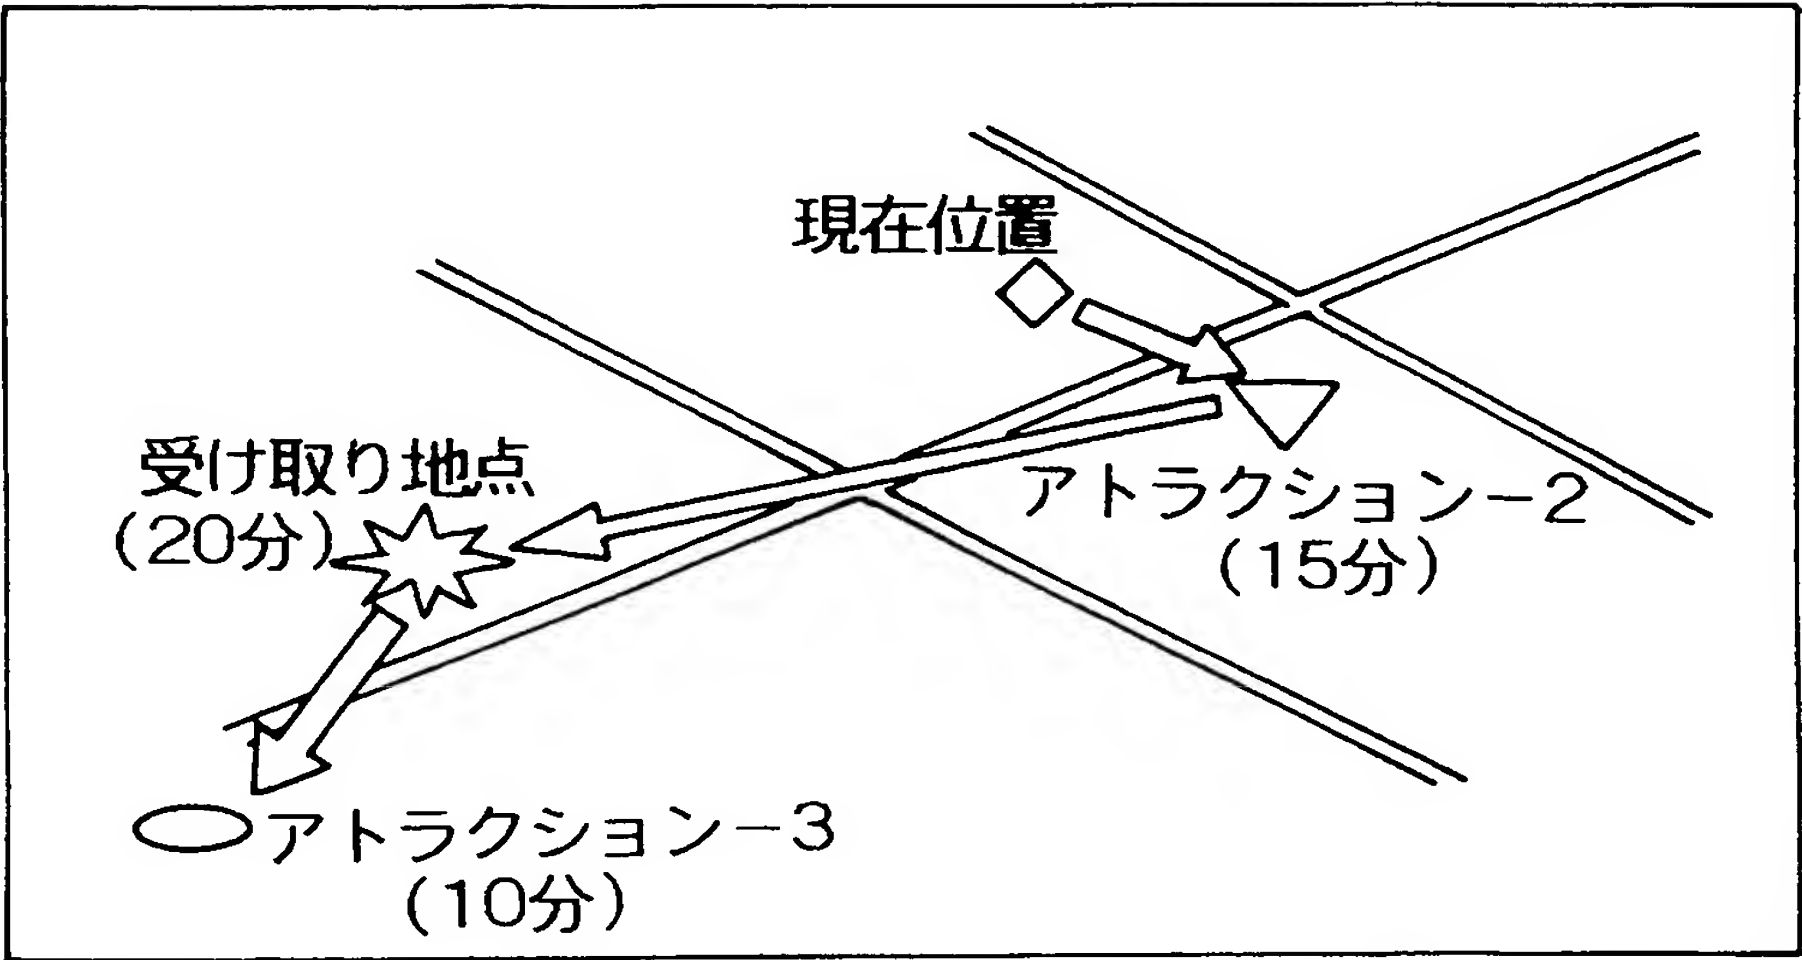 現在位置
受け取り地点
(20分)
アトラクション-2
(15分)
アトラクション-3
(10分)